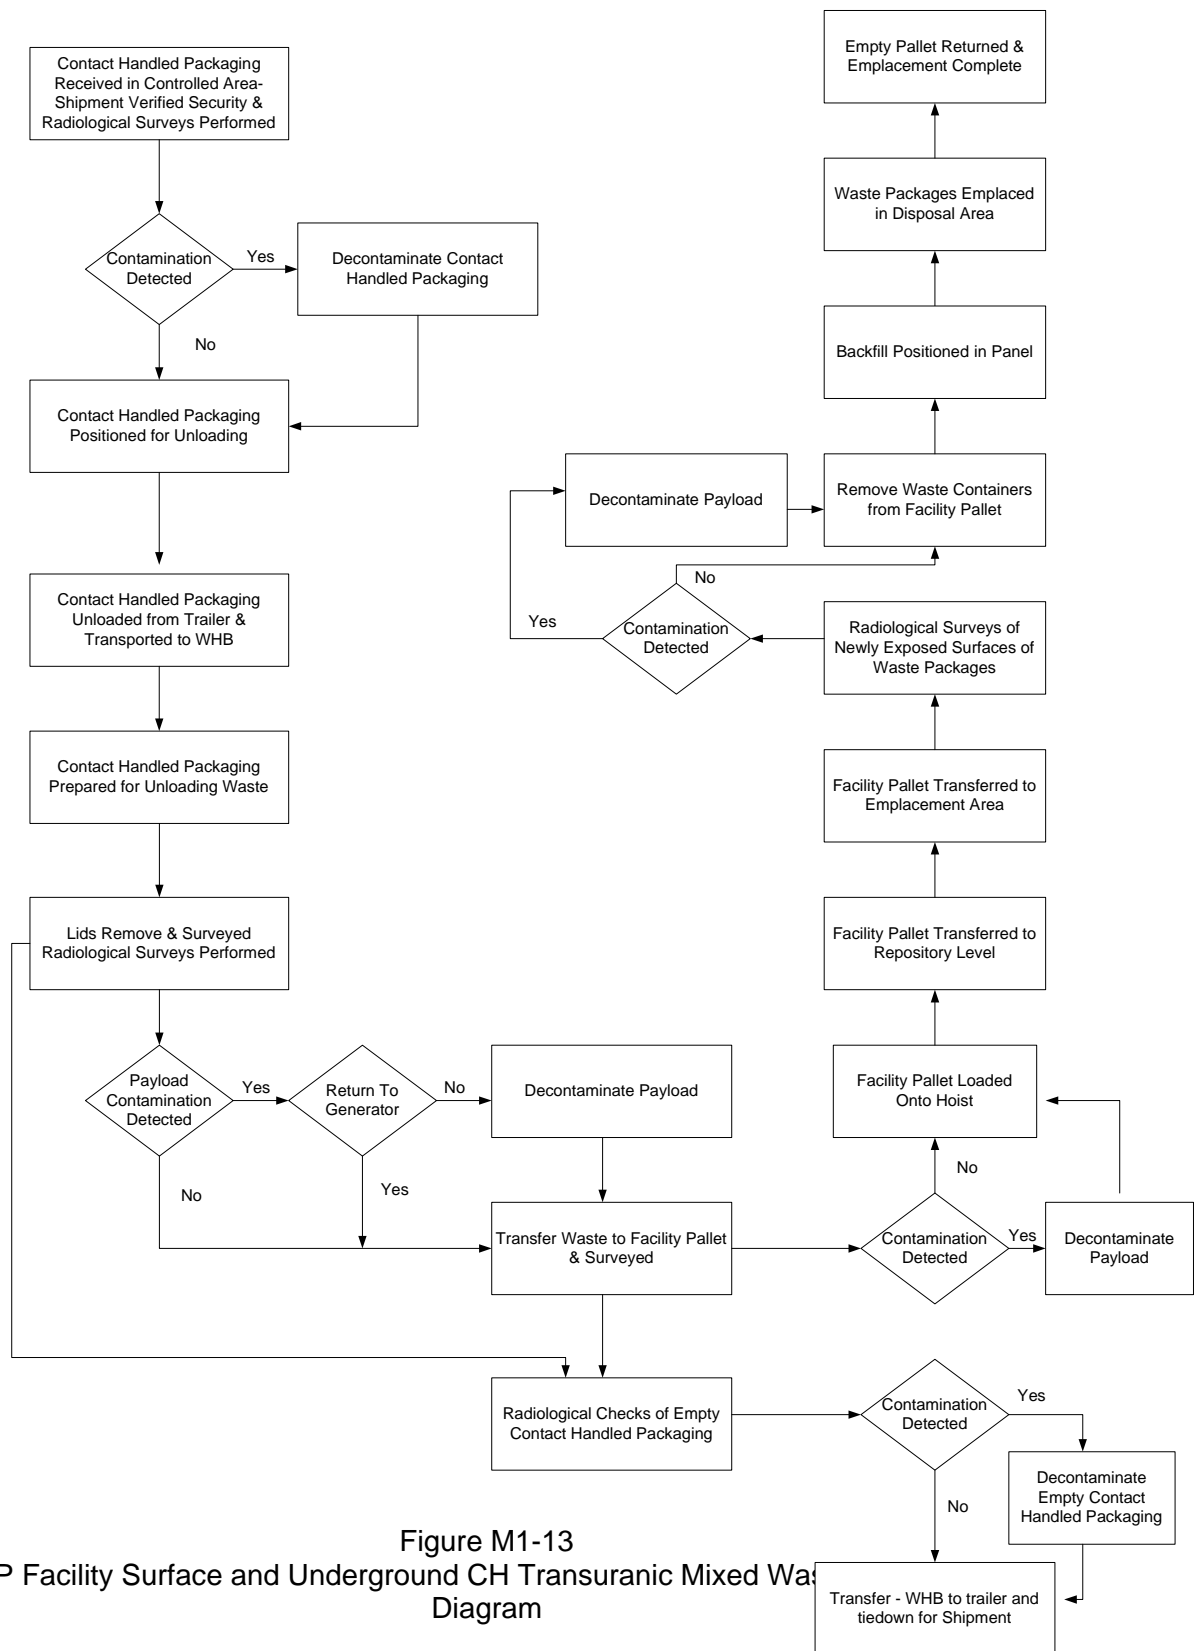 Contact Handled Packaging
Received in Controlled Area-
Shipment Verified Security &
Radiological Surveys Performed
Contamination
Detected
Yes
Decontaminate Contact
Handled Packaging
No
Contact Handled Packaging
Positioned for Unloading
Contact Handled Packaging
Unloaded from Trailer &
Transported to WHB
Contact Handled Packaging
Prepared for Unloading Waste
Lids Remove & Surveyed
Radiological Surveys Performed
Payload
Contamination
Detected
Yes
Return To
Generator
No
Decontaminate Payload
No
Yes
Transfer Waste to Facility Pallet
& Surveyed
Contamination
Detected
Yes
Decontaminate
Payload
No
Facility Pallet Loaded
Onto Hoist
Facility Pallet Transferred to
Repository Level
Facility Pallet Transferred to
Emplacement Area
Radiological Surveys of
Newly Exposed Surfaces of
Waste Packages
Contamination
Detected
Yes
No
Decontaminate Payload
Remove Waste Containers
from Facility Pallet
Backfill Positioned in Panel
Waste Packages Emplaced
in Disposal Area
Empty Pallet Returned &
Emplacement Complete
Radiological Checks of Empty
Contact Handled Packaging
Contamination
Detected
Yes
Decontaminate
Empty Contact
Handled Packaging
No
Transfer - WHB to trailer and
tiedown for Shipment
Figure M1-13
P Facility Surface and Underground CH Transuranic Mixed Was
Diagram